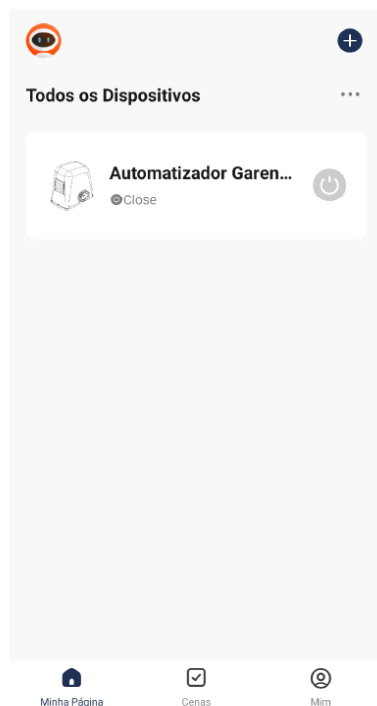 Todos os Dispositivos
Automatizador Garen...
Close
Minha Página
Cenas
Mim